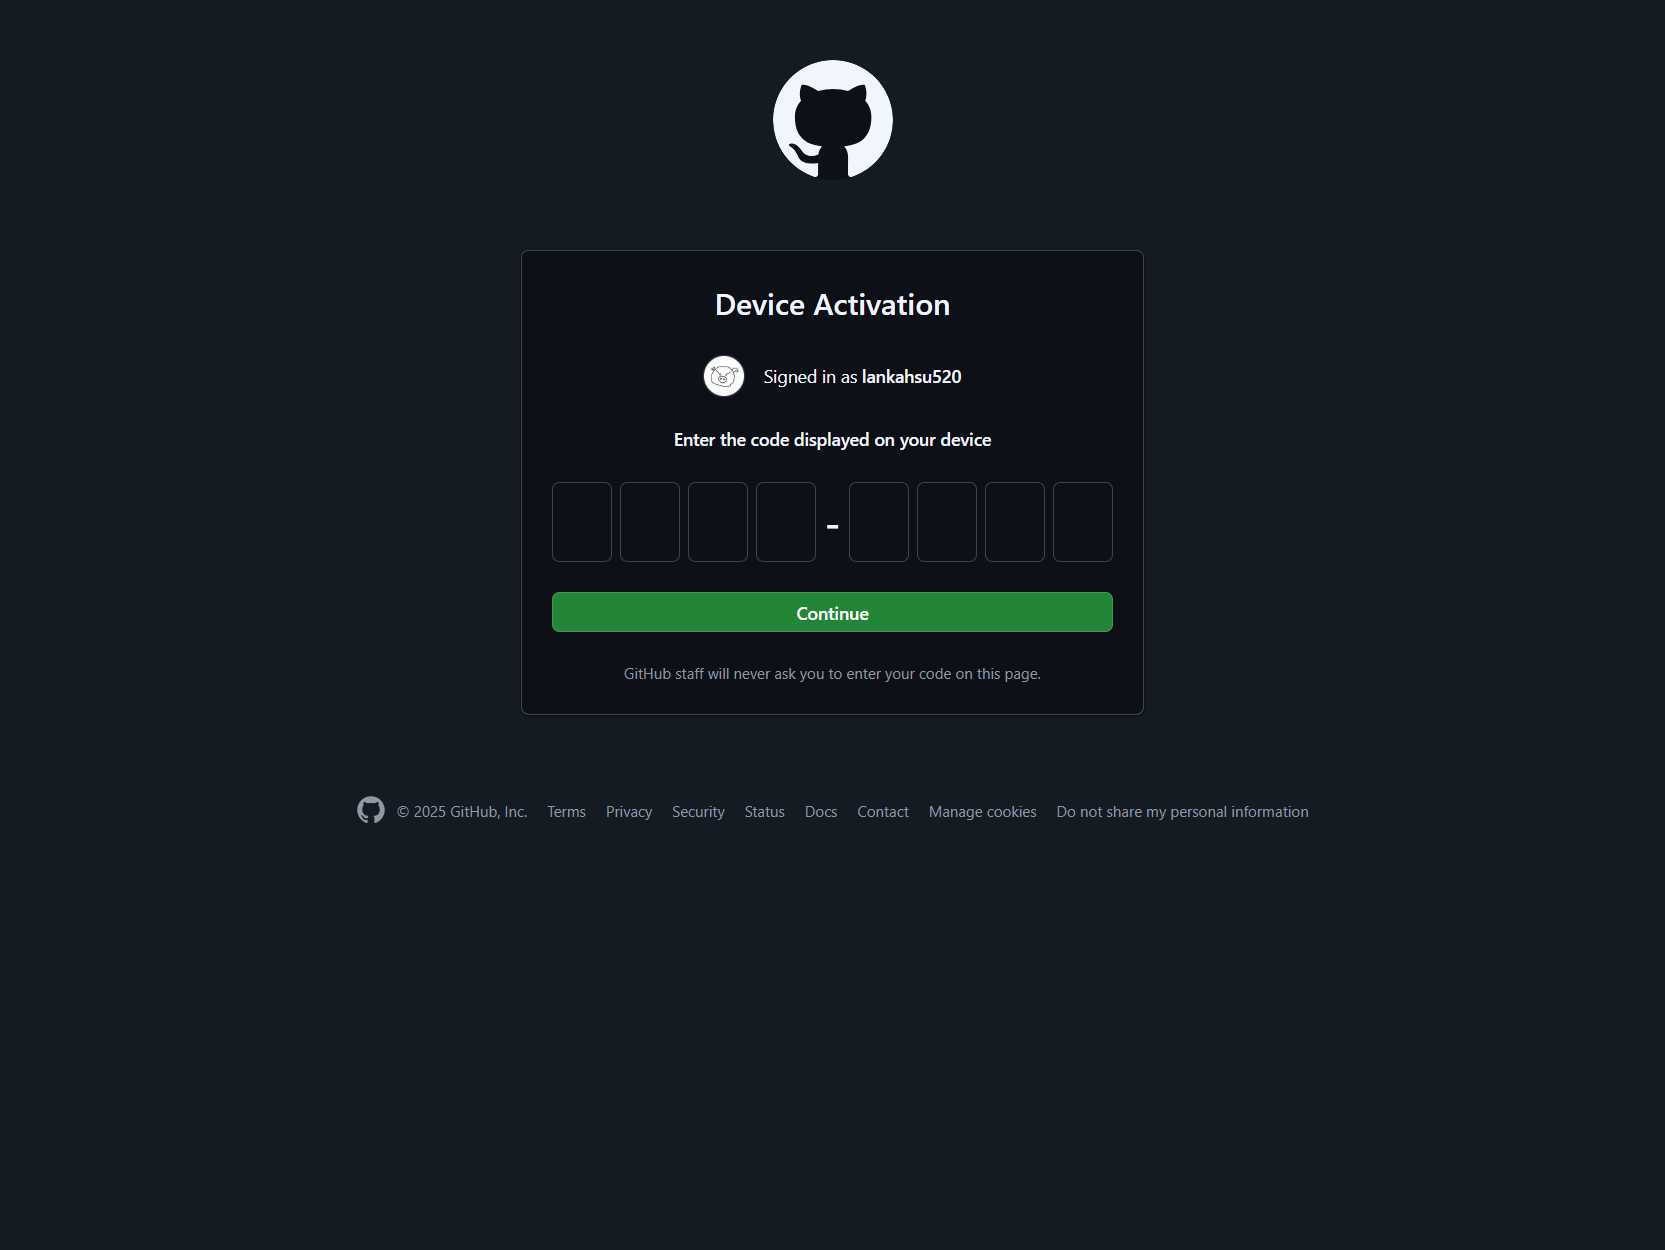 Device Activation
Signed in as lankahsu520
Enter the code displayed on your device
-
Continue
GitHub staff will never ask you to enter your code on this page.
© 2025 GitHub, Inc. Terms Privacy Security Status Docs Contact Manage cookies Do not share my personal information